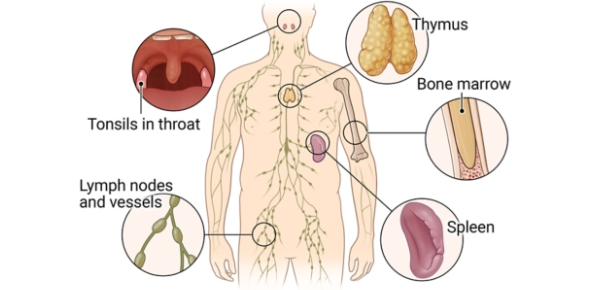 Thymus
Bone marrow
Tonsils in throat
Lymph nodes
and vessels
Spleen